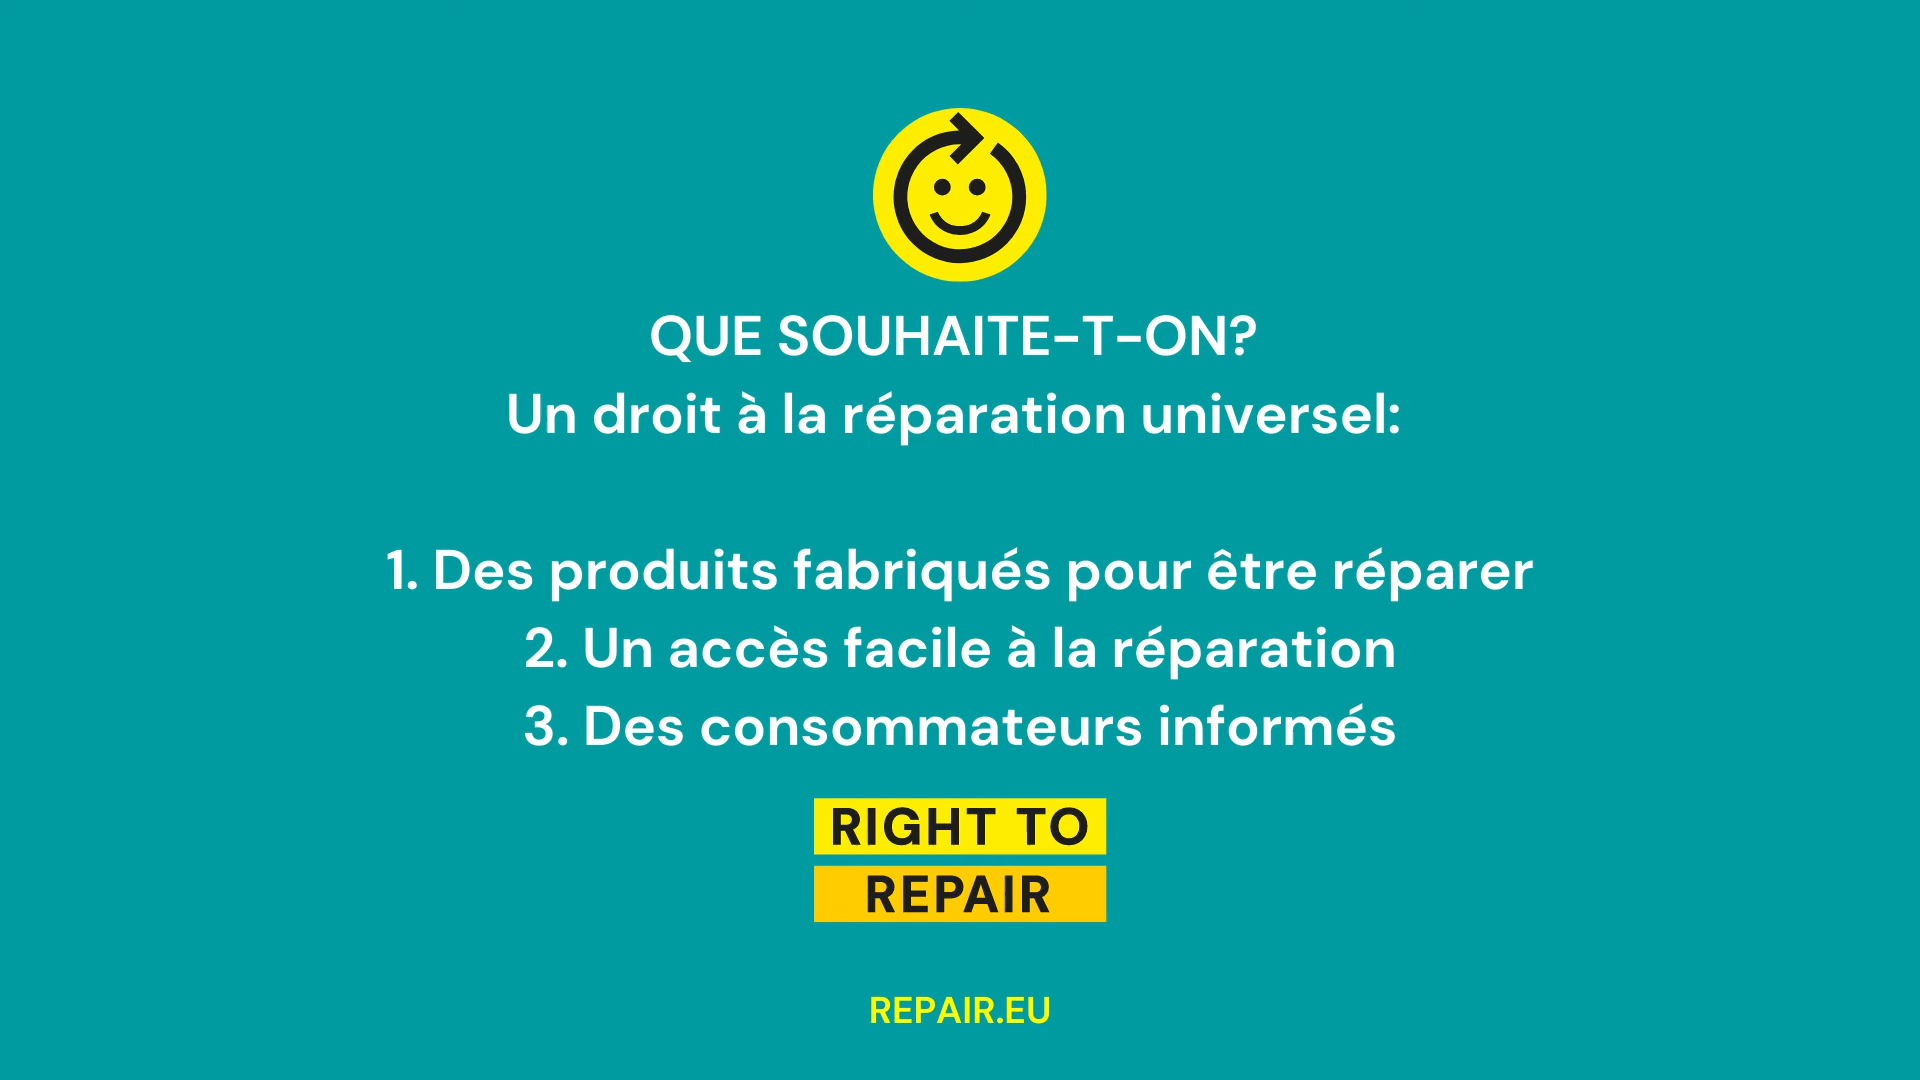 QUE SOUHAITE-T-ON?
Un droit à la réparation universel:
1. Des produits fabriqués pour être réparer
2. Un accès facile à la réparation
3. Des consommateurs informés
RIGHT TO
REPAIR
REPAIR.EU